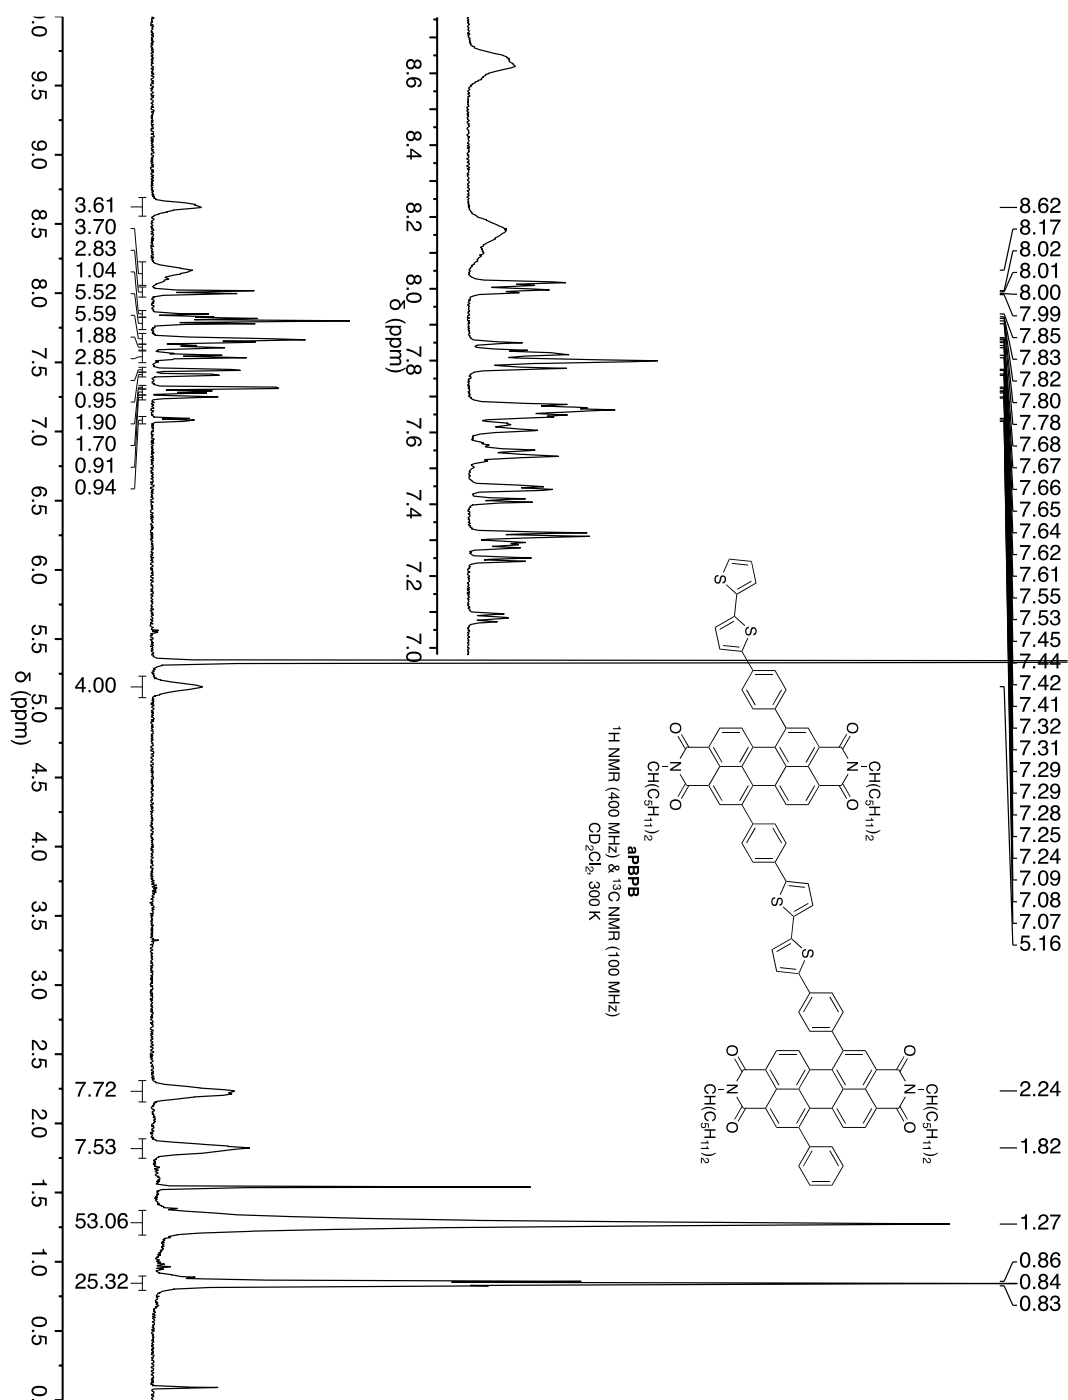 8.62
8.17
8.02
8.01
8.00
7.99
7.85
7.83
7.82
7.80
7.78
7.68
7.67
7.66
7.65
7.64
7.62
7.61
7.55
7.53
7.45
7.44
7.42
7.41
7.32
7.31
7.29
7.29
7.28
7.25
7.24
7.09
7.08
7.07
5.16
2.24
1.82
1.27
0.86
0.84
0.83
S
S
O
N
O
CH(C5H11)2
O
N
O
CH(C5H11)2
S
S
O
N
O
CH(C5H11)2
O
N
O
CH(C5H11)2
aPBPB
¹H NMR (400 MHz) & ¹³C NMR (100 MHz)
CD2Cl2, 300 K
8.6 8.4 8.2 8.0 7.8 7.6 7.4 7.2 7.0
δ (ppm)
3.61
3.70
2.83
1.04
5.52
5.59
1.88
2.85
1.83
0.95
1.90
1.70
0.91
0.94
4.00
7.72
7.53
53.06
25.32
.0 9.5 9.0 8.5 8.0 7.5 7.0 6.5 6.0 5.5 5.0 4.5 4.0 3.5 3.0 2.5 2.0 1.5 1.0 0.5 0.
δ (ppm)